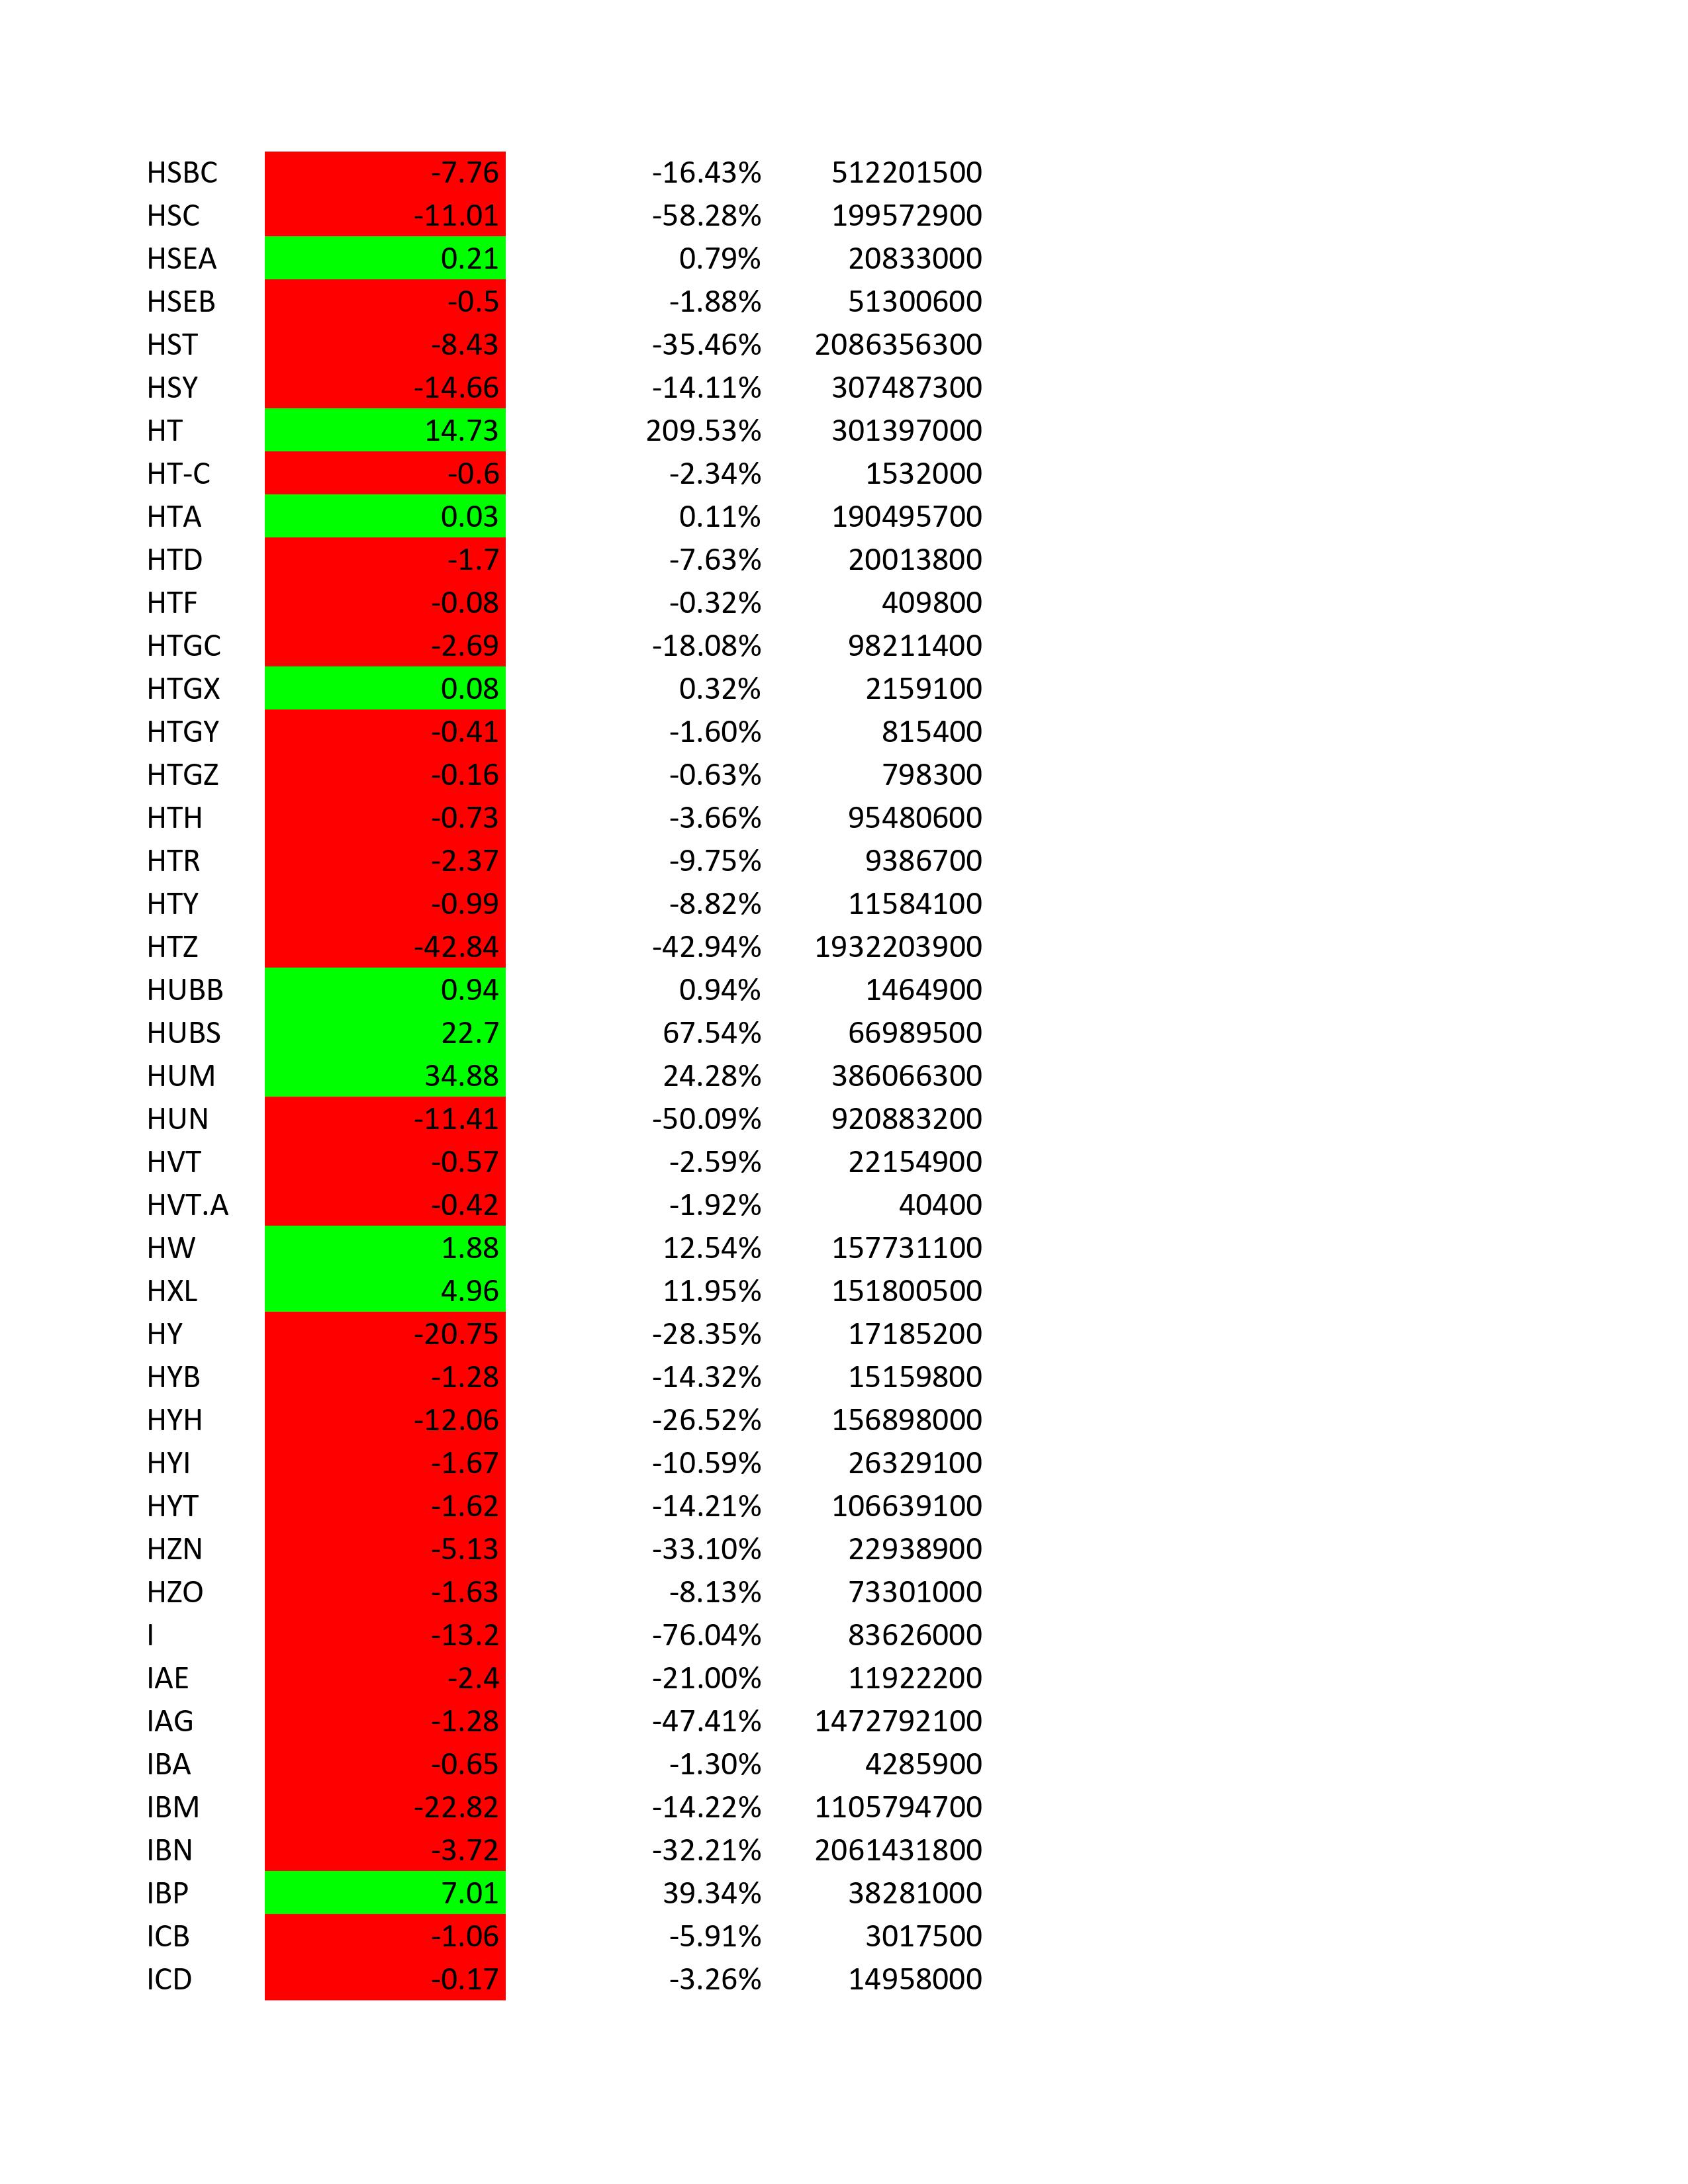 HSBC -7.76 -16.43% 512201500
HSC -11.01 -58.28% 199572900
HSEA 0.21 0.79% 20833000
HSEB -0.5 -1.88% 51300600
HST -8.43 -35.46% 2086356300
HSY -14.66 -14.11% 307487300
HT 14.73 209.53% 301397000
HT-C -0.6 -2.34% 1532000
HTA 0.03 0.11% 190495700
HTD -1.7 -7.63% 20013800
HTF -0.08 -0.32% 409800
HTGC -2.69 -18.08% 98211400
HTGX 0.08 0.32% 2159100
HTGY -0.41 -1.60% 815400
HTGZ -0.16 -0.63% 798300
HTH -0.73 -3.66% 95480600
HTR -2.37 -9.75% 9386700
HTY -0.99 -8.82% 11584100
HTZ -42.84 -42.94% 1932203900
HUBB 0.94 0.94% 1464900
HUBS 22.7 67.54% 66989500
HUM 34.88 24.28% 386066300
HUN -11.41 -50.09% 920883200
HVT -0.57 -2.59% 22154900
HVT.A -0.42 -1.92% 40400
HW 1.88 12.54% 157731100
HXL 4.96 11.95% 151800500
HY -20.75 -28.35% 17185200
HYB -1.28 -14.32% 15159800
HYH -12.06 -26.52% 156898000
HYI -1.67 -10.59% 26329100
HYT -1.62 -14.21% 106639100
HZN -5.13 -33.10% 22938900
HZO -1.63 -8.13% 73301000
I -13.2 -76.04% 83626000
IAE -2.4 -21.00% 11922200
IAG -1.28 -47.41% 1472792100
IBA -0.65 -1.30% 4285900
IBM -22.82 -14.22% 1105794700
IBN -3.72 -32.21% 2061431800
IBP 7.01 39.34% 38281000
ICB -1.06 -5.91% 3017500
ICD -0.17 -3.26% 14958000